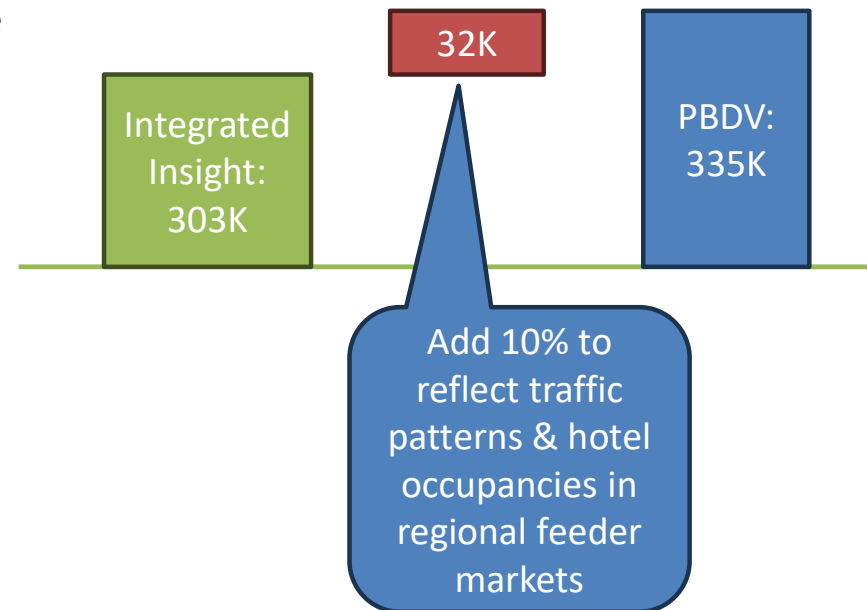 Integrated
Insight:
303K
32K
PBDV:
335K
Add 10% to
reflect traffic
patterns & hotel
occupancies in
regional feeder
markets